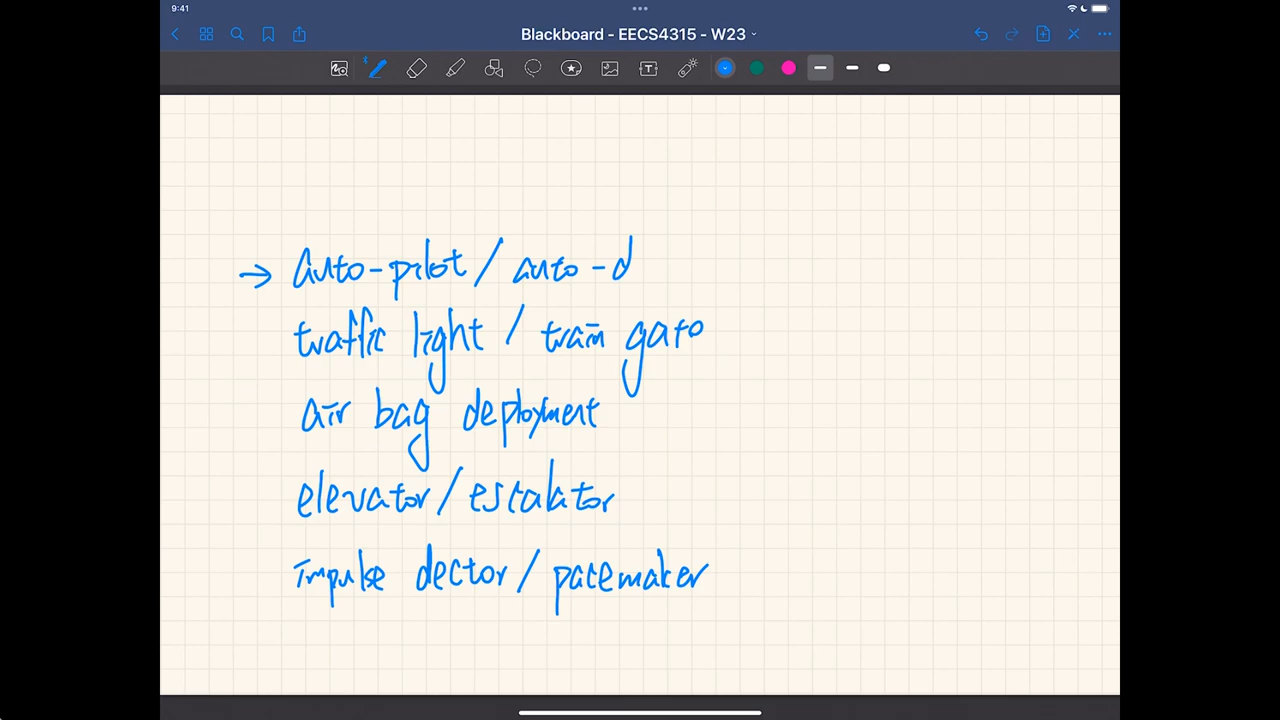 9:41
Blackboard - EECS4315 - W23
→ auto-pilot / auto-d
traffic light / train gate
air bag deployment
elevator / escalator
impulse dector / pacemaker